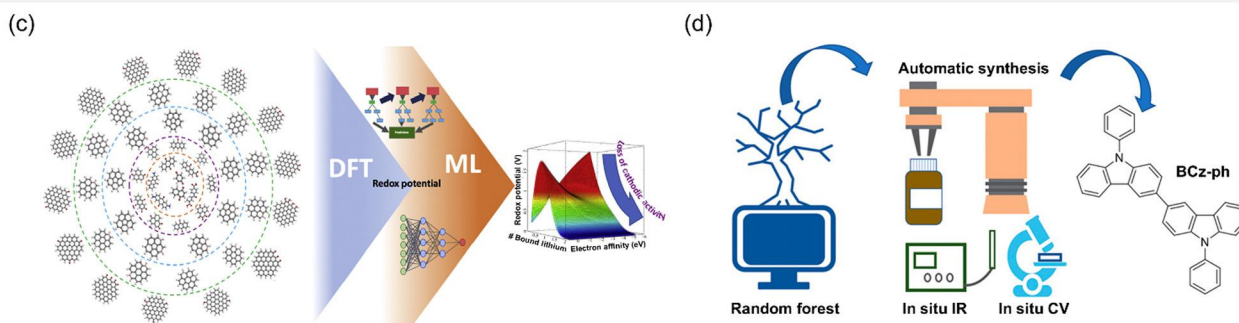 (c)
DFT
ML
Redox potential
Redox potential (V)
# Bound lithium
Electron affinity (eV)
Loss of cathodic activity
(d)
Automatic synthesis
Random forest
In situ IR
In situ CV
N
BCz-ph
N